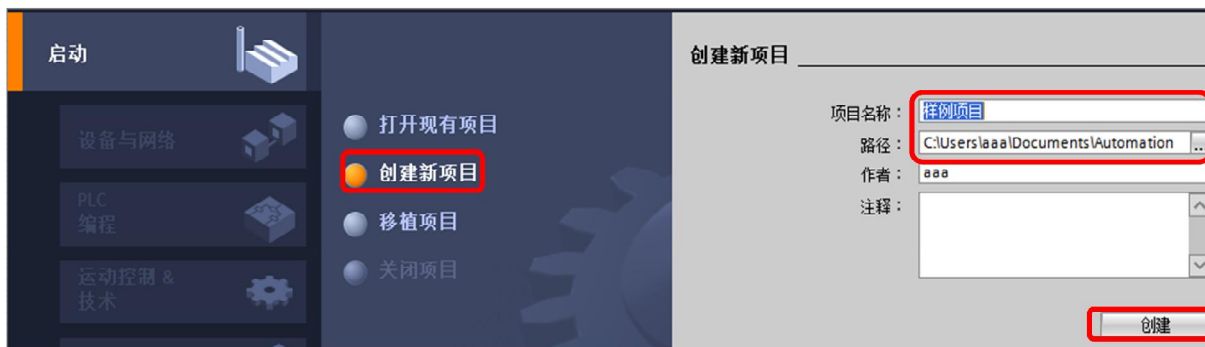 启动
设备与网络
PLC
编程
运动控制 &
技术
打开现有项目
创建新项目
移植项目
关闭项目
创建新项目
项目名称：
样例项目
路径：
C:\Users\aaa\Documents\Automation
...
作者：
aaa
注释：
创建